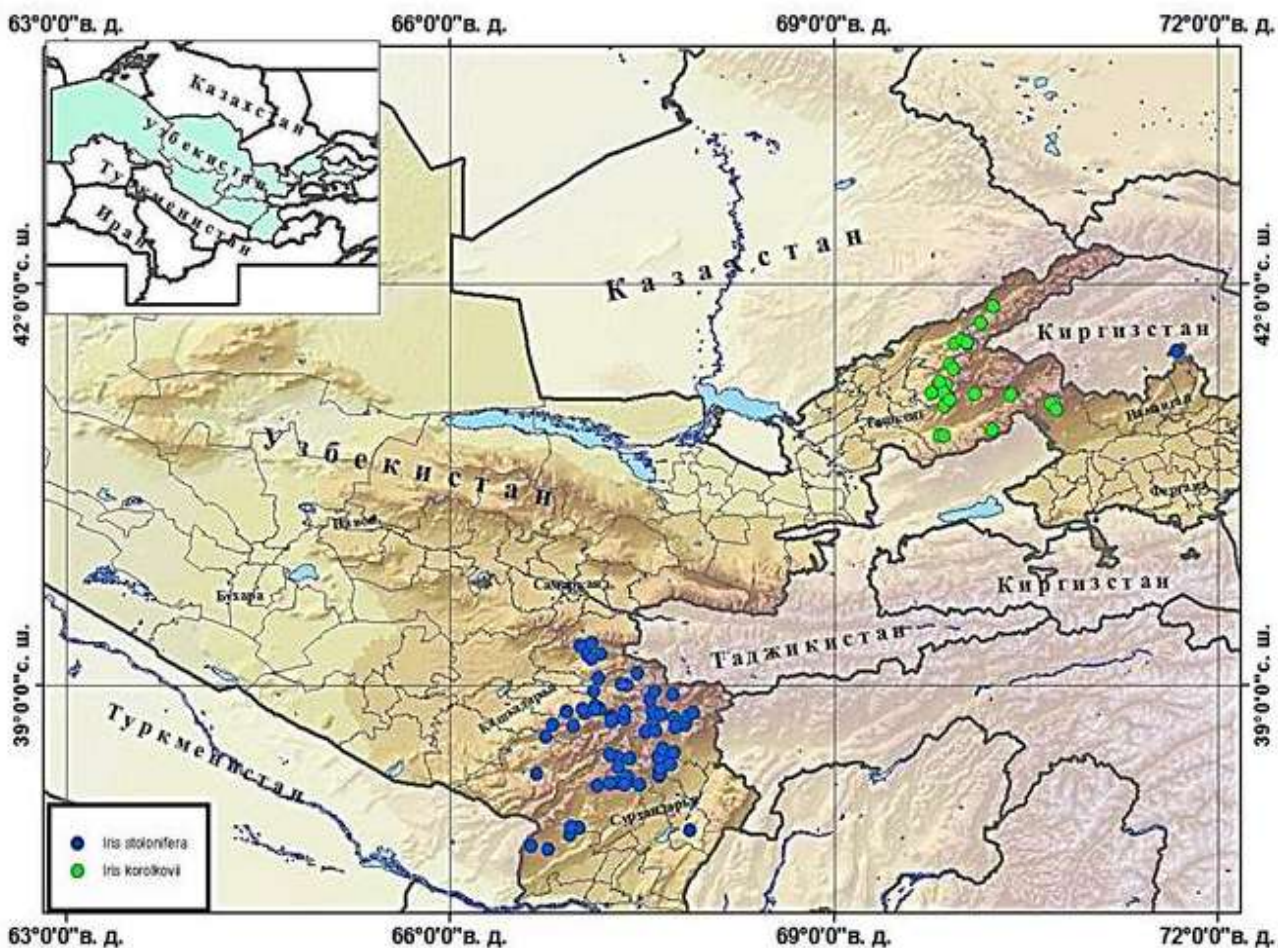 63°0'0"в. д.
66°0'0"в. д.
69°0'0"в. д.
72°0'0"в. д.
Казахстан
Узбекистан
Туркменистан
Иран
42°0'0"с. ш.
42°0'0"с. ш.
Казахстан
Киргизстан
Ташкент
Наманган
Фергана
Узбекистан
Навои
Самарканд
Бухара
Киргизстан
Таджикистан
39°0'0"с. ш.
39°0'0"с. ш.
Кашкадарья
Туркменистан
Сурхандарья
Iris stolonifera
Iris korolkovii
63°0'0"в. д.
66°0'0"в. д.
69°0'0"в. д.
72°0'0"в. д.